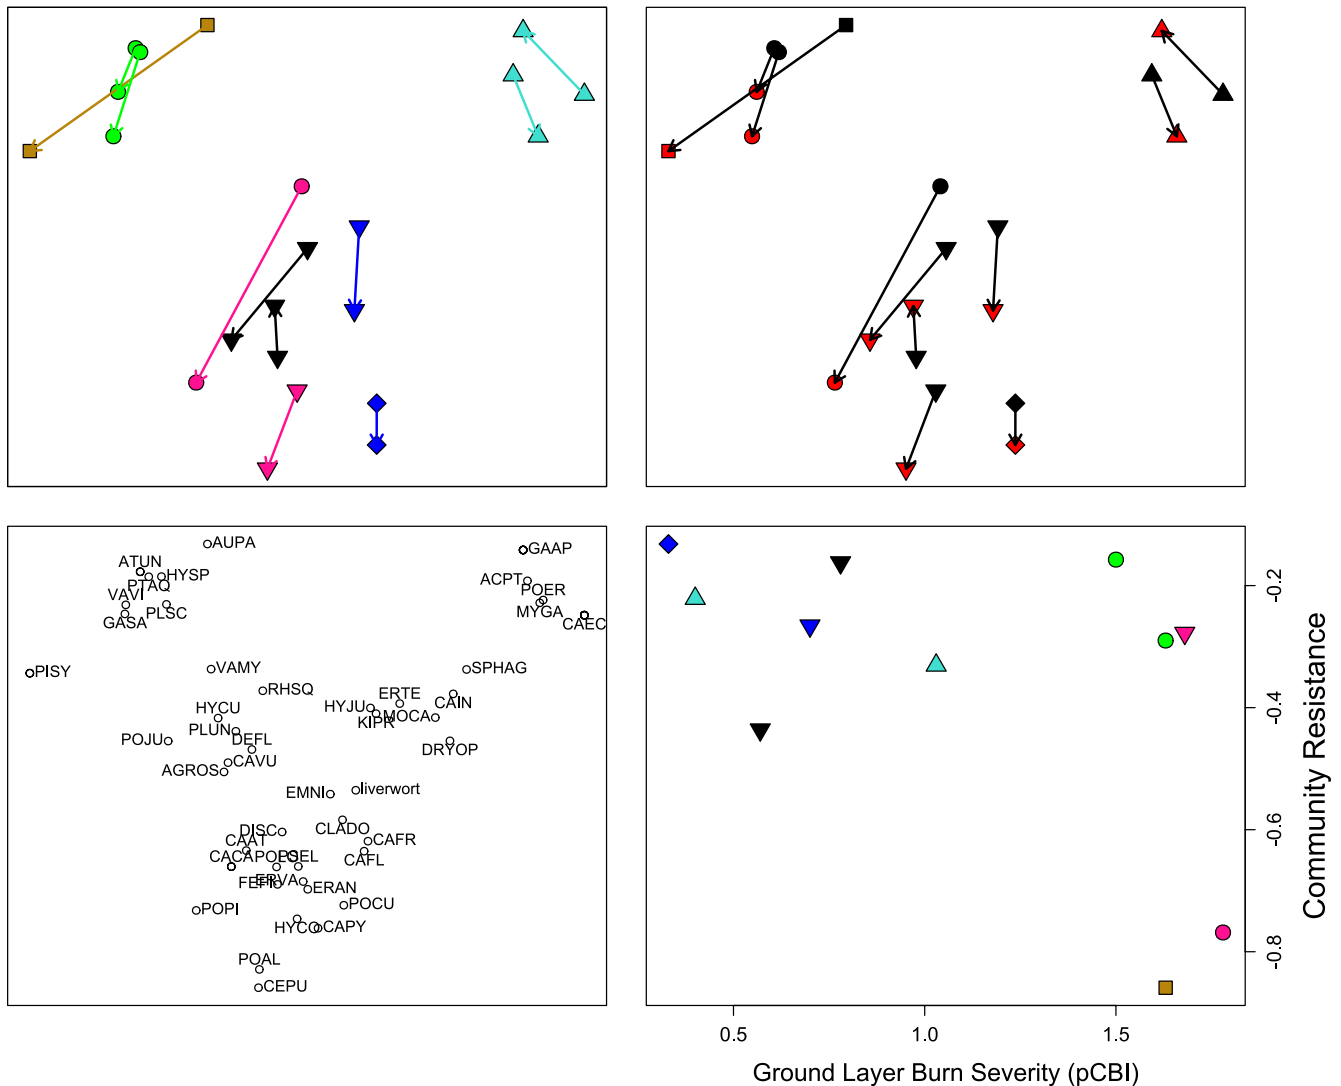 AUPA
GAAP
ATUN
HYSP
PTAQ
ACPT
POER
VAVI
PLSC
MYGA
GASA
CAEC
PISY
VAMY
SPHAG
RHSQ
ERTE
CAIN
HYJU
MOCA
HYCU
KIPR
PLUN
POJU
DEFL
DRYOP
CAVU
AGROS
EMNI
liverwort
DISC
CLADO
CAAT
CAFR
CACA
CAFL
ERVA
ERAN
POPI
POCU
HYCO
CAPY
POAL
CEPU
-0.2
-0.4
-0.6
-0.8
Community Resistance
0.5 1.0 1.5
Ground Layer Burn Severity (pCBI)